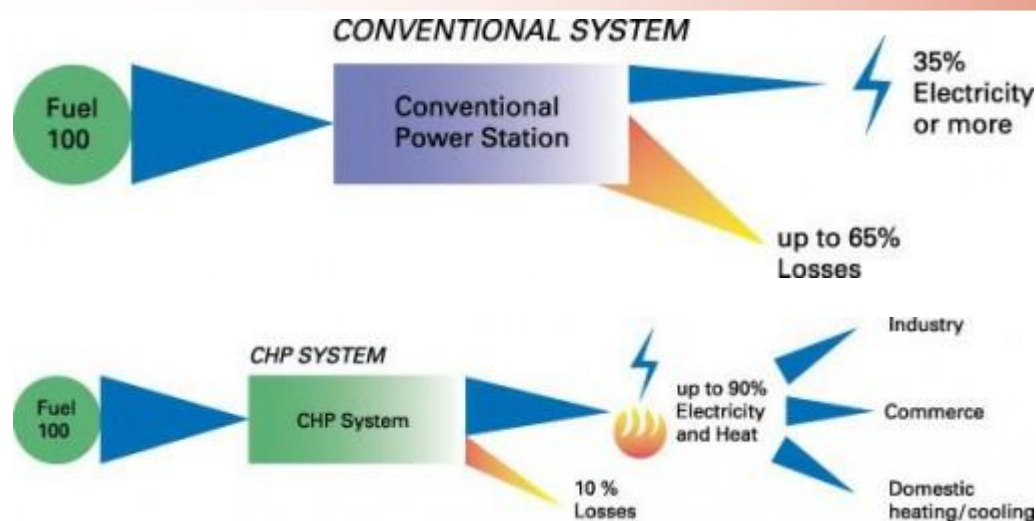 CONVENTIONAL SYSTEM
Fuel
100
Conventional
Power Station
35%
Electricity
or more
up to 65%
Losses
CHP SYSTEM
Fuel
100
CHP System
10 %
Losses
up to 90%
Electricity
and Heat
Industry
Commerce
Domestic
heating/cooling